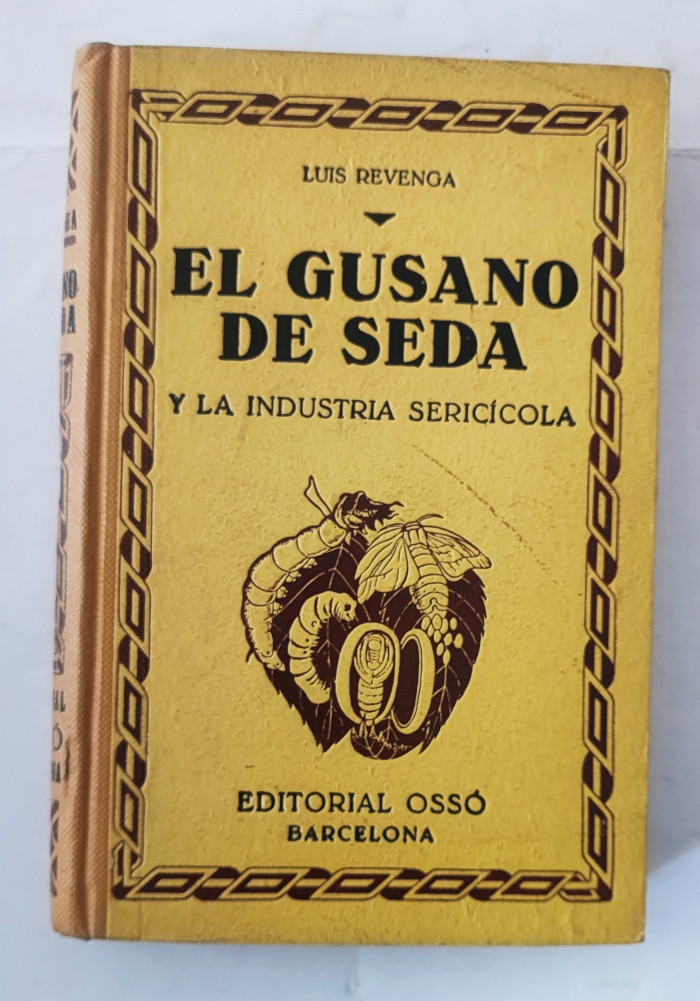 LUIS REVENGA
EL GUSANO
DE SEDA
Y LA INDUSTRIA SERICÍCOLA
EDITORIAL OSSÓ
BARCELONA